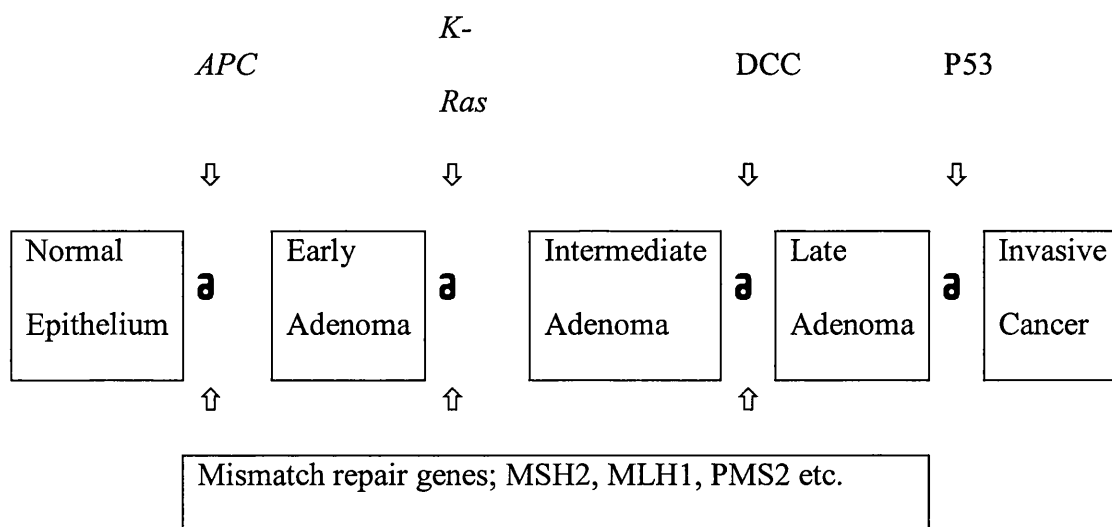 K-
APC
DCC
P53
Ras
Normal
Epithelium
a
Early
Adenoma
a
Intermediate
Adenoma
a
Late
Adenoma
a
Invasive
Cancer
Mismatch repair genes; MSH2, MLH1, PMS2 etc.